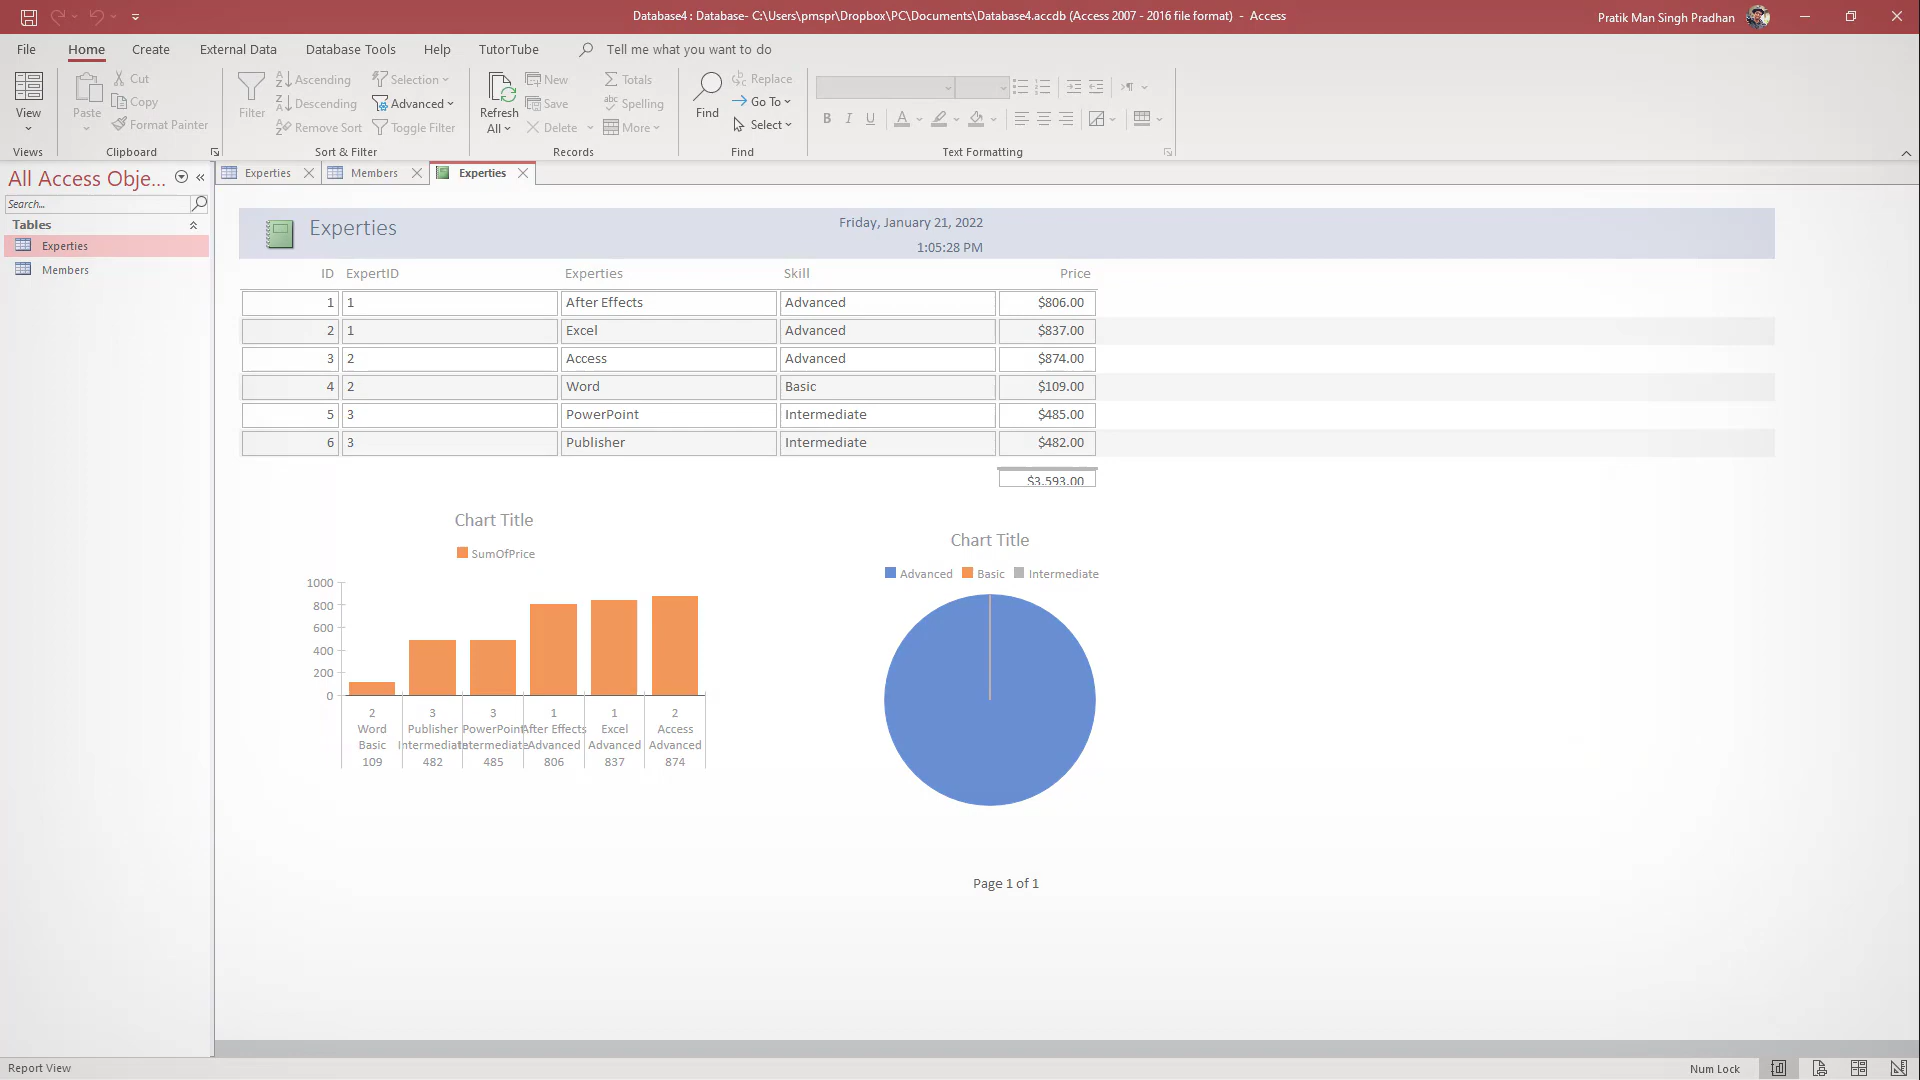 Database4 : Database- C:\Users\pmspr\Dropbox\PC\Documents\Database4.accdb (Access 2007 - 2016 file format) - Access
Pratik Man Singh Pradhan
File Home Create External Data Database Tools Help TutorTube Tell me what you want to do
View
Views
Paste
Cut
Copy
Format Painter
Clipboard
Filter
Ascending
Descending
Remove Sort
Selection
Advanced
Toggle Filter
Sort & Filter
Refresh
All
New
Save
Delete
Totals
Spelling
More
Records
Find
Replace
Go To
Select
Find
B I U A
Text Formatting
All Access Obje...
Search...
Tables
Experties
Members
Experties Members Experties
Experties
Friday, January 21, 2022
1:05:28 PM
ID ExpertID Experties Skill Price
1 1 After Effects Advanced $806.00
2 1 Excel Advanced $837.00
3 2 Access Advanced $874.00
4 2 Word Basic $109.00
5 3 PowerPoint Intermediate $485.00
6 3 Publisher Intermediate $482.00
$3,593.00
Chart Title
SumOfPrice
1000
800
600
400
200
0
2 3 3 1 1 2
Word Publisher PowerPoint After Effects Excel Access
Basic Intermediate Intermediate Advanced Advanced Advanced
109 482 485 806 837 874
Chart Title
Advanced Basic Intermediate
Page 1 of 1
Report View
Num Lock